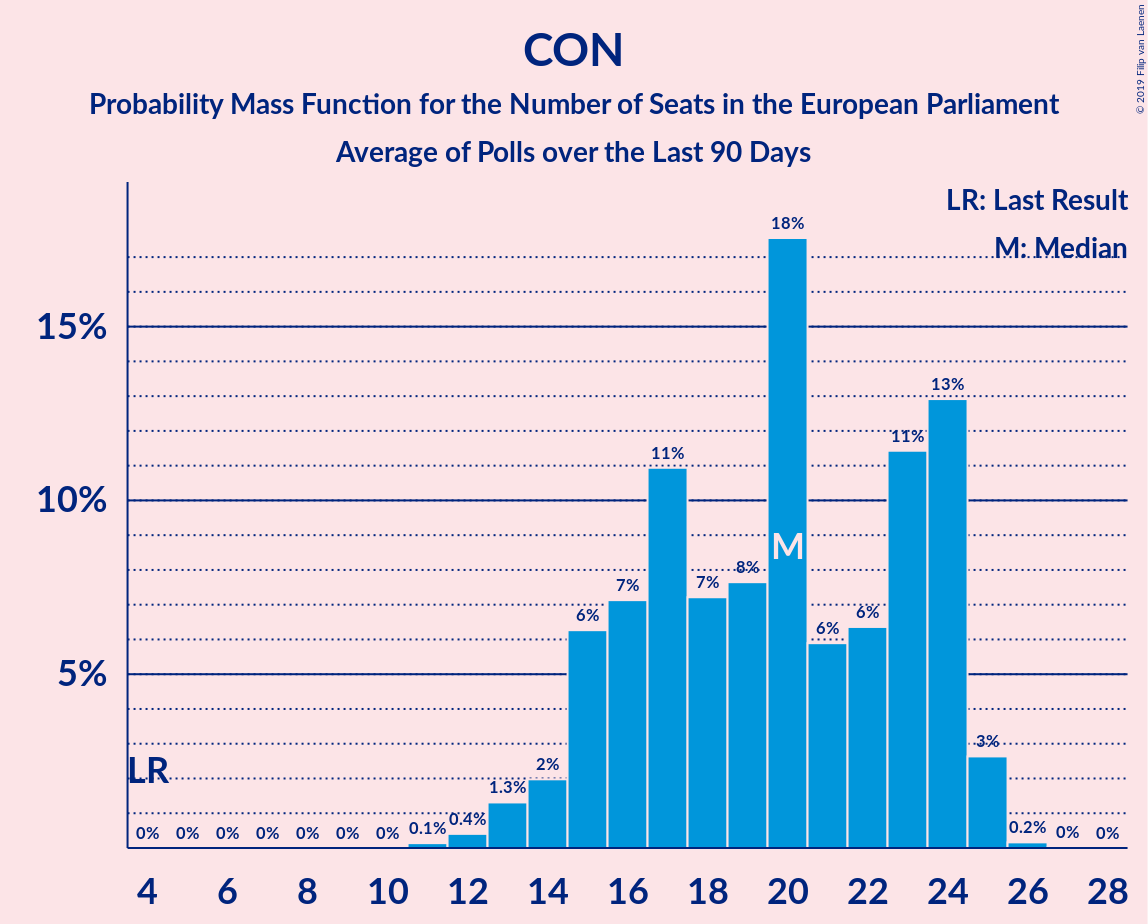 CON
Probability Mass Function for the Number of Seats in the European Parliament
Average of Polls over the Last 90 Days
© 2019 Filip van Laenen
LR: Last Result
M: Median
18%
15%
13%
11%
11%
10%
M
8%
7%
7%
6%
6%
6%
5%
3%
LR
2%
1.3%
0.4%
0.1%
0.2%
0% 0% 0% 0% 0% 0% 0% 0% 0%
4 6 8 10 12 14 16 18 20 22 24 26 28